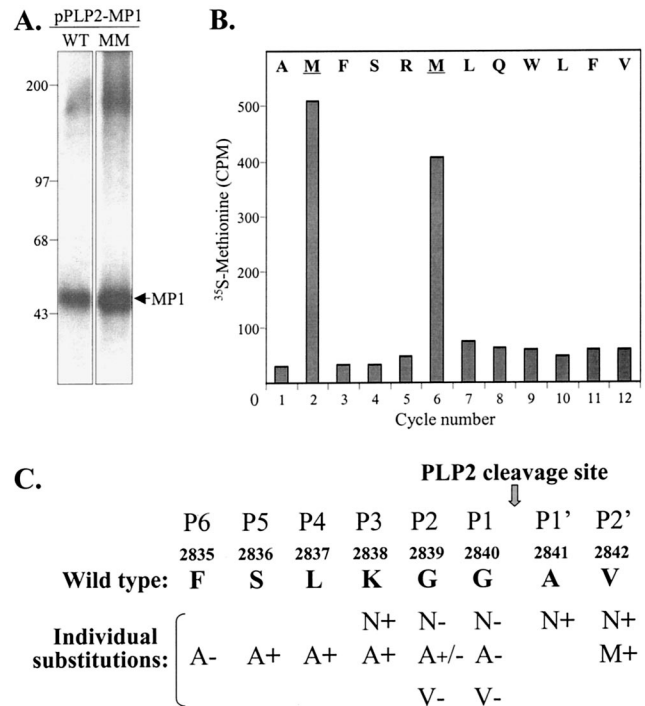 A.
pPLP2-MP1
WT MM
200
97
68
43
MP1
B.
A M F S R M L Q W L F V
500
400
300
200
100
0
35S-Methionine (CPM)
1 2 3 4 5 6 7 8 9 10 11 12
Cycle number
C.
PLP2 cleavage site
P6 P5 P4 P3 P2 P1 P1’ P2’
2835 2836 2837 2838 2839 2840 2841 2842
Wild type: F S L K G G A V
N+ N- N- N+ N+
Individual substitutions: A- A+ A+ A+ A+/- A- M+
V- V-